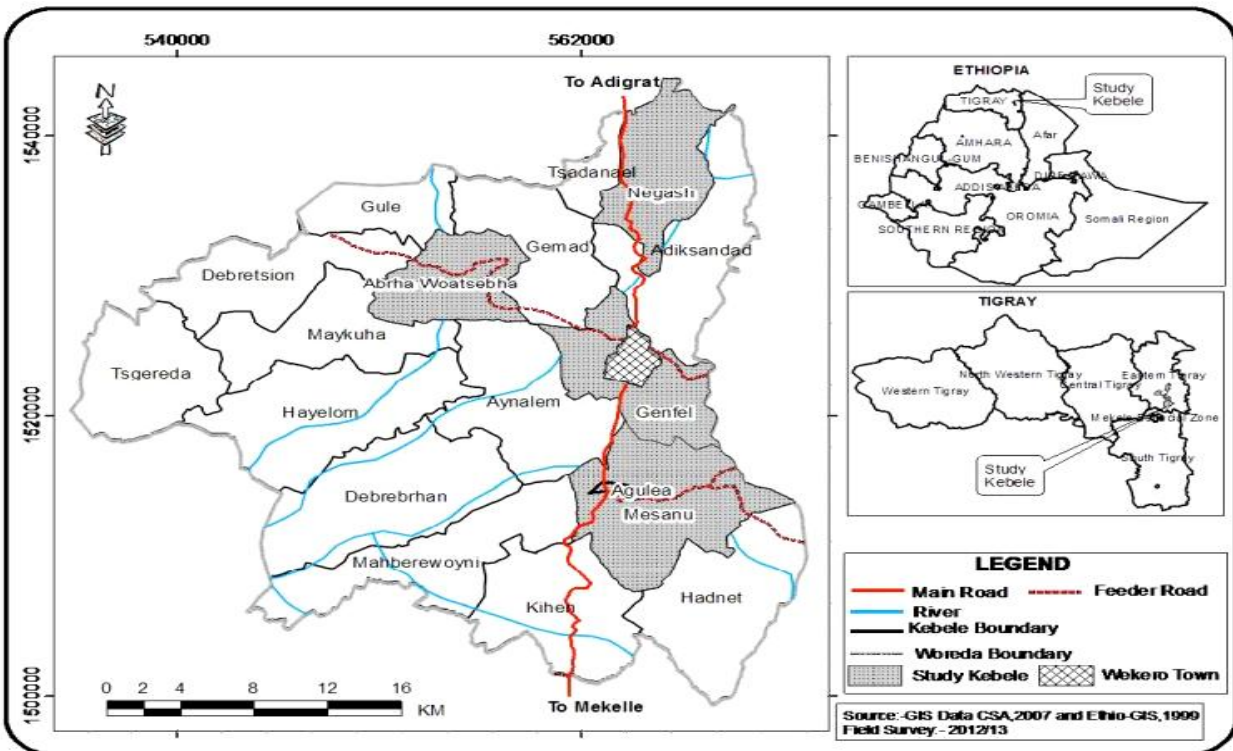 540000
562000
1540000
1520000
1500000
N
To Adigrat
Tsadanael
Negash
Gule
Gemad
Adiksandad
Debretsion
Abrha Woatsebha
Maykuha
Tsgereda
Hayelom
Aynalem
Genfel
Debrebrhan
Agulea
Mesanu
Mahberewoyni
Kihen
Hadnet
0 2 4 8 12 16
KM
To Mekelle
ETHIOPIA
Study
Kebele
TIGRAY
Afar
AMHARA
BENISHANGUL-GUM
OROMIA
Somali Region
TIGRAY
Western Tigray
North Western Tigray
Central Tigray
Eastern Tigray
South Tigray
Study
Kebele
LEGEND
Main Road
Feeder Road
River
Kebele Boundary
Woreda Boundary
Study Kebele
Wekero Town
Source:-GIS Data CSA,2007 and Ethio-GIS,1999
Field Survey:- 2012/13